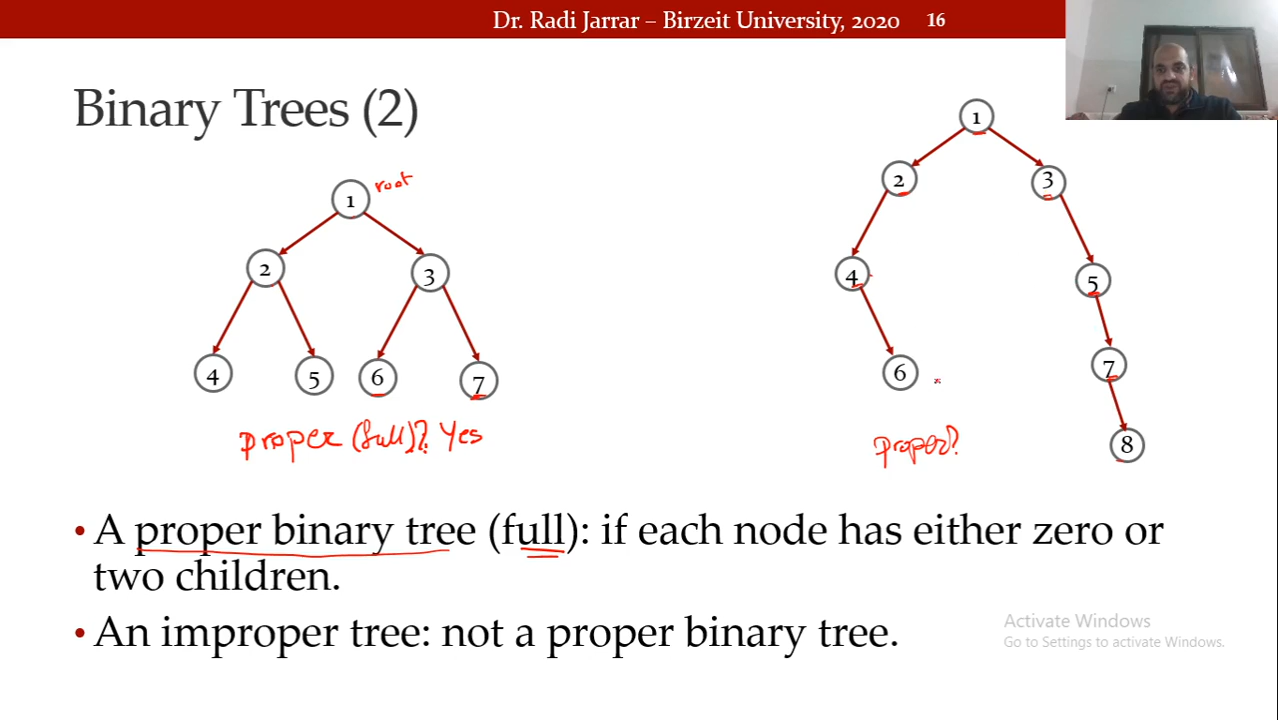 Dr. Radi Jarrar – Birzeit University, 2020 16
Binary Trees (2)
1 root
2 3
4 5 6 7
proper (full)? Yes
1
2 3
4 5
6 7
8
proper?
• A proper binary tree (full): if each node has either zero or
two children.
• An improper tree: not a proper binary tree.
Activate Windows
Go to Settings to activate Windows.